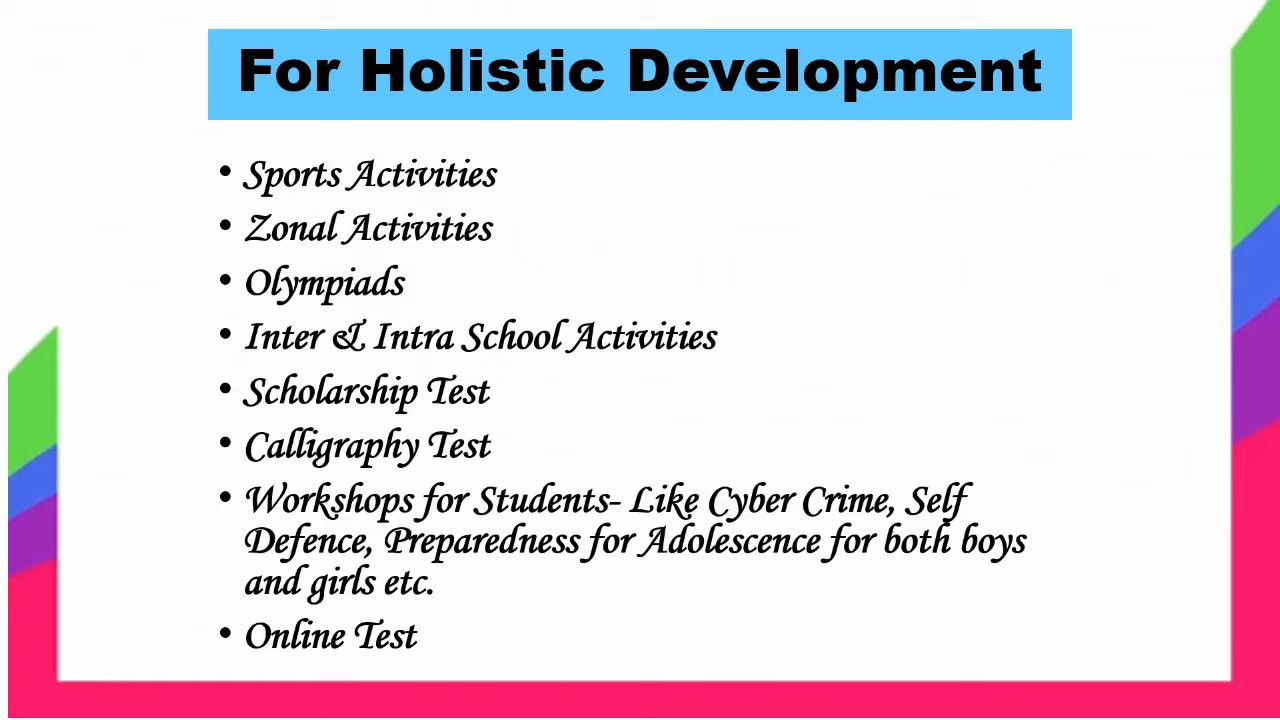 For Holistic Development
• Sports Activities
• Zonal Activities
• Olympiads
• Inter & Intra School Activities
• Scholarship Test
• Calligraphy Test
• Workshops for Students- Like Cyber Crime, Self
Defence, Preparedness for Adolescence for both boys
and girls etc.
• Online Test